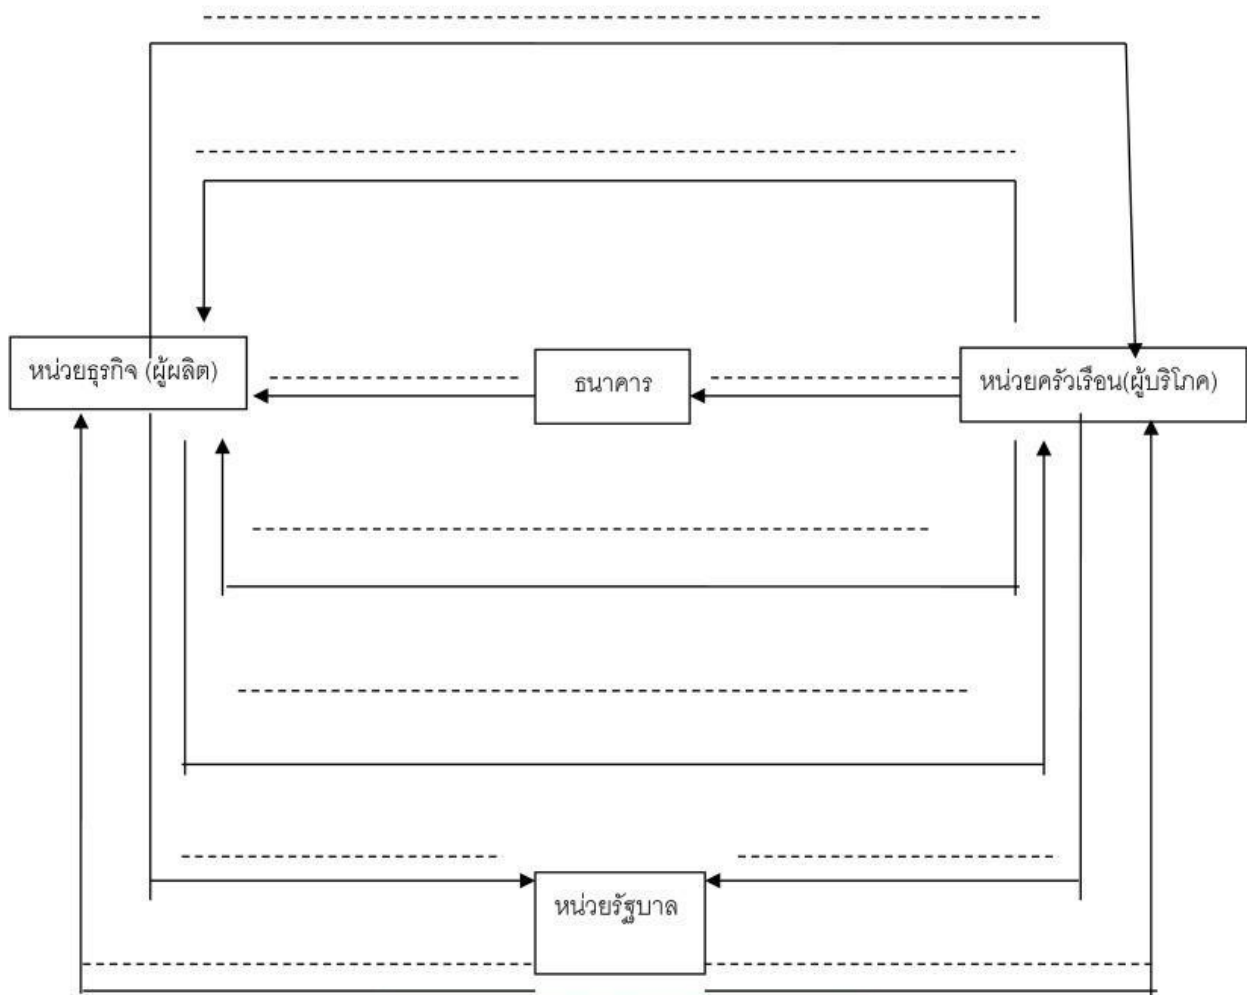 หน่วยธุรกิจ (ผู้ผลิต)
ธนาคาร
หน่วยครัวเรือน(ผู้บริโภค)
หน่วยรัฐบาล